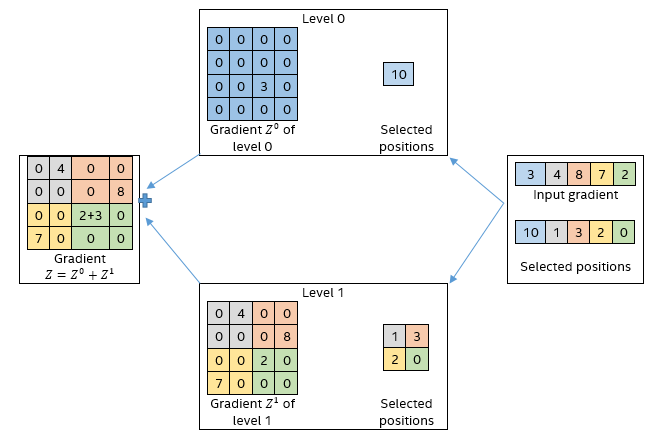 Level 0
0 0 0 0
0 0 0 0
0 0 3 0
0 0 0 0
10
Gradient Z⁰ of
level 0
Selected
positions
0 4 0 0
0 0 0 8
0 0 2+3 0
7 0 0 0
Gradient
Z = Z⁰ + Z¹
3 4 8 7 2
Input gradient
10 1 3 2 0
Selected positions
Level 1
0 4 0 0
0 0 0 8
0 0 2 0
7 0 0 0
1 3
2 0
Gradient Z¹ of
level 1
Selected
positions